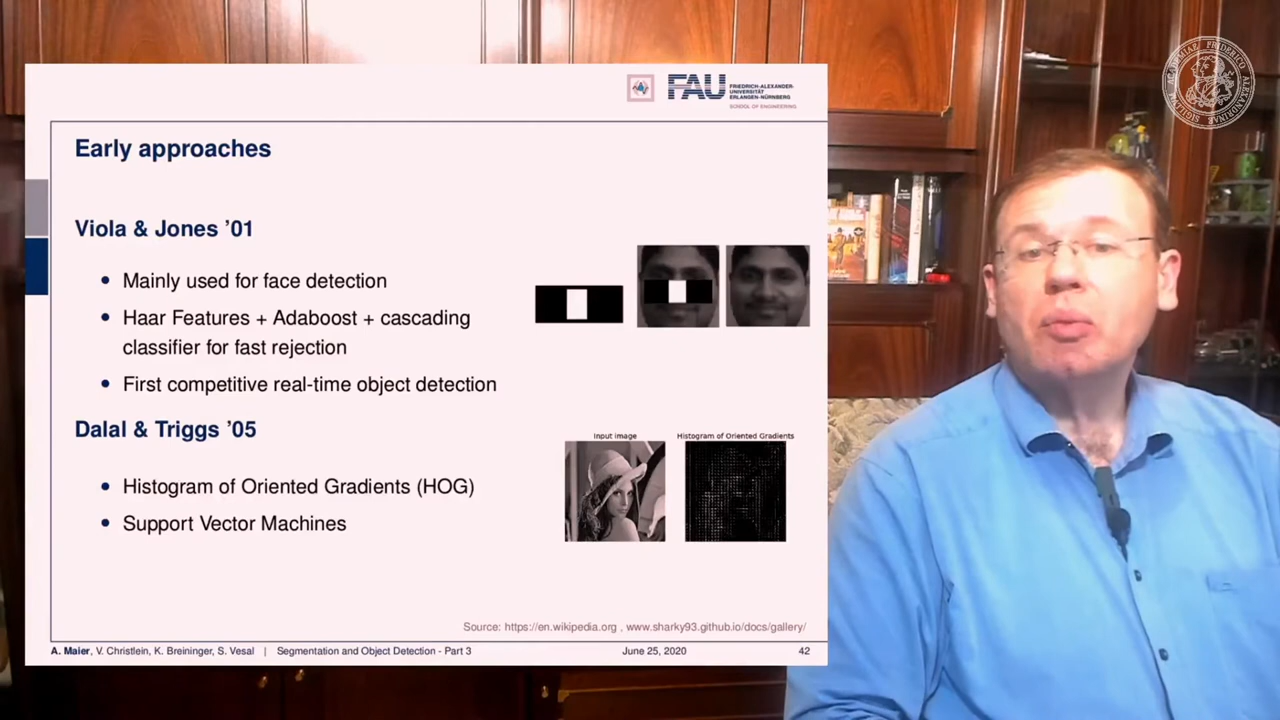 FAU
FRIEDRICH-ALEXANDER-
UNIVERSITÄT
ERLANGEN-NÜRNBERG
SCHOOL OF ENGINEERING
Early approaches
Viola & Jones ’01
• Mainly used for face detection
• Haar Features + Adaboost + cascading
classifier for fast rejection
• First competitive real-time object detection
Dalal & Triggs ’05
Input image
Histogram of Oriented Gradients
• Histogram of Oriented Gradients (HOG)
• Support Vector Machines
Source: https://en.wikipedia.org , www.sharky93.github.io/docs/gallery/
A. Maier, V. Christlein, K. Breininger, S. Vesal | Segmentation and Object Detection - Part 3 June 25, 2020 42